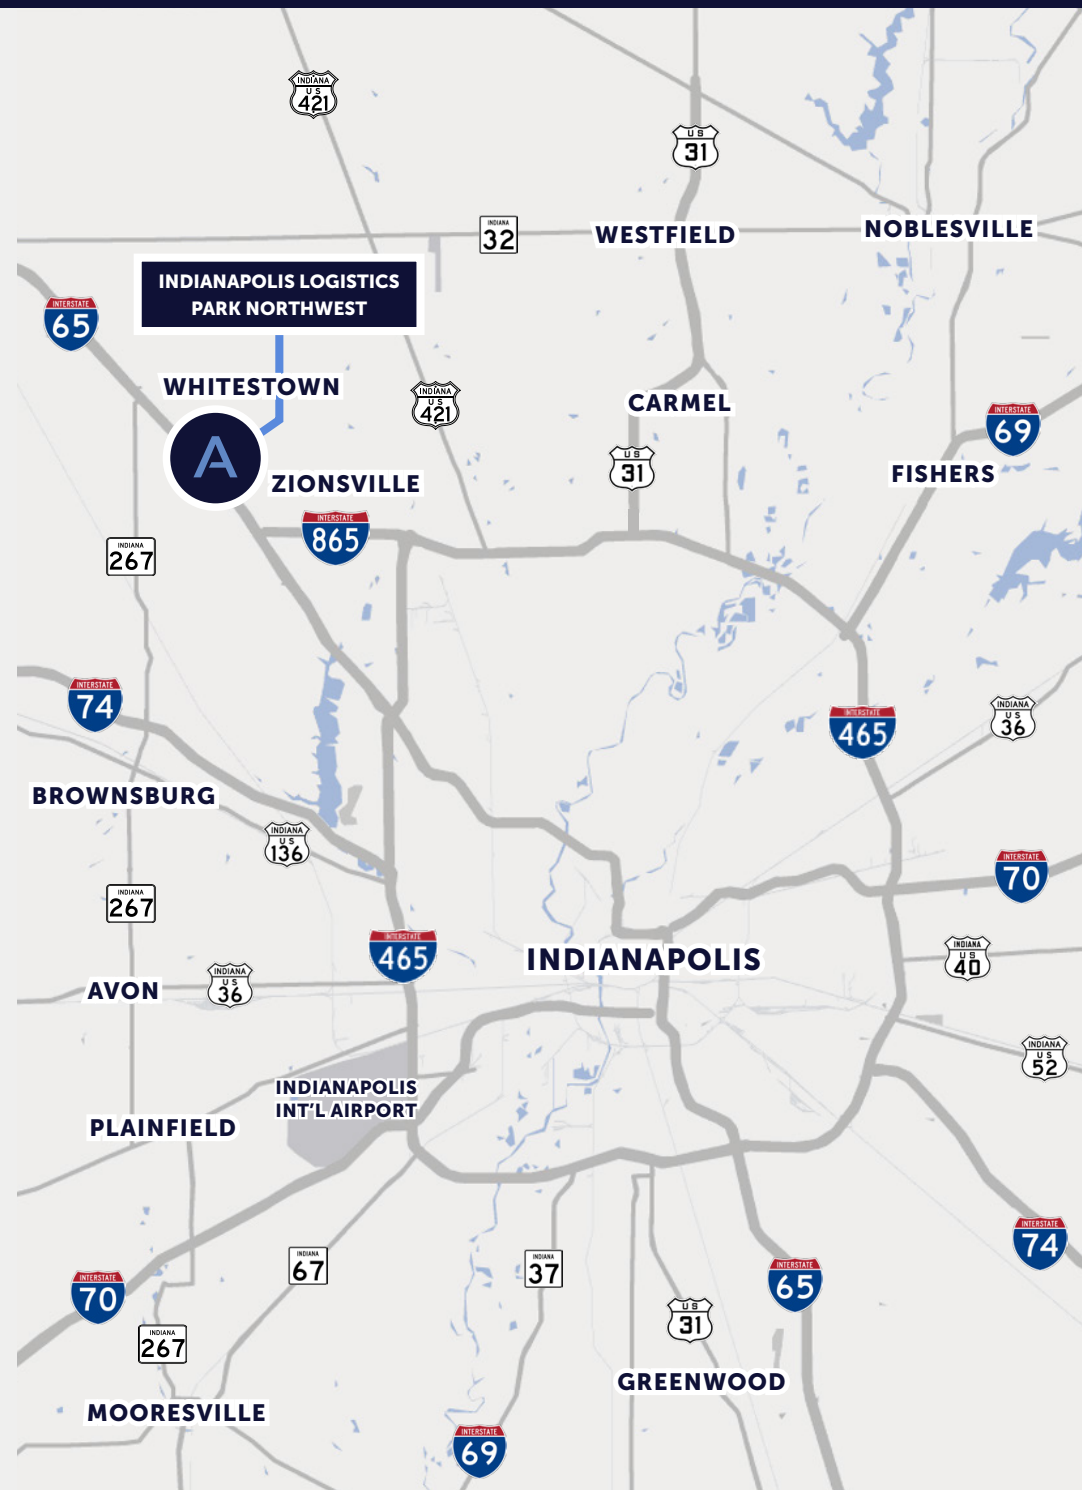 INDIANA
US
421
US
31
INDIANA
32
WESTFIELD
NOBLESVILLE
INDIANAPOLIS LOGISTICS
PARK NORTHWEST
INTERSTATE
65
WHITESTOWN
INDIANA
US
421
CARMEL
INTERSTATE
69
A
ZIONSVILLE
US
31
FISHERS
INTERSTATE
865
INDIANA
267
INTERSTATE
74
INTERSTATE
465
INDIANA
US
36
BROWNSBURG
INDIANA
US
136
INTERSTATE
70
INDIANA
267
INTERSTATE
465
INDIANAPOLIS
INDIANA
US
40
AVON
INDIANA
US
36
INDIANA
US
52
INDIANAPOLIS
INT'L AIRPORT
PLAINFIELD
INTERSTATE
74
INDIANA
67
INDIANA
37
INTERSTATE
65
INTERSTATE
70
US
31
INDIANA
267
GREENWOOD
MOORESVILLE
INTERSTATE
69